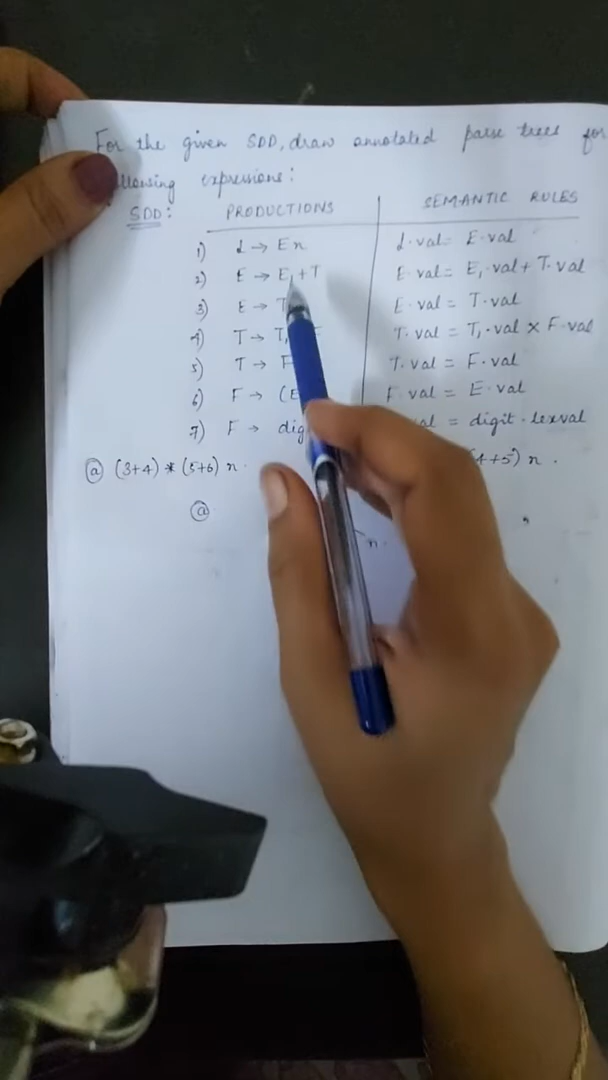 For the given SDD, draw annotated parse trees for
following expressions:
SDD: PRODUCTIONS SEMANTIC RULES
1) L → En L.val = E.val
2) E → E₁+T E.val = E₁.val + T.val
3) E → T E.val = T.val
4) T → T₁ T.val = T₁.val × F.val
5) T → F T.val = F.val
6) F → (E F.val = E.val
7) F → dig val = digit.lexval
ⓐ (3+4) * (5+6) n. (4+5) n.
ⓐ
n.